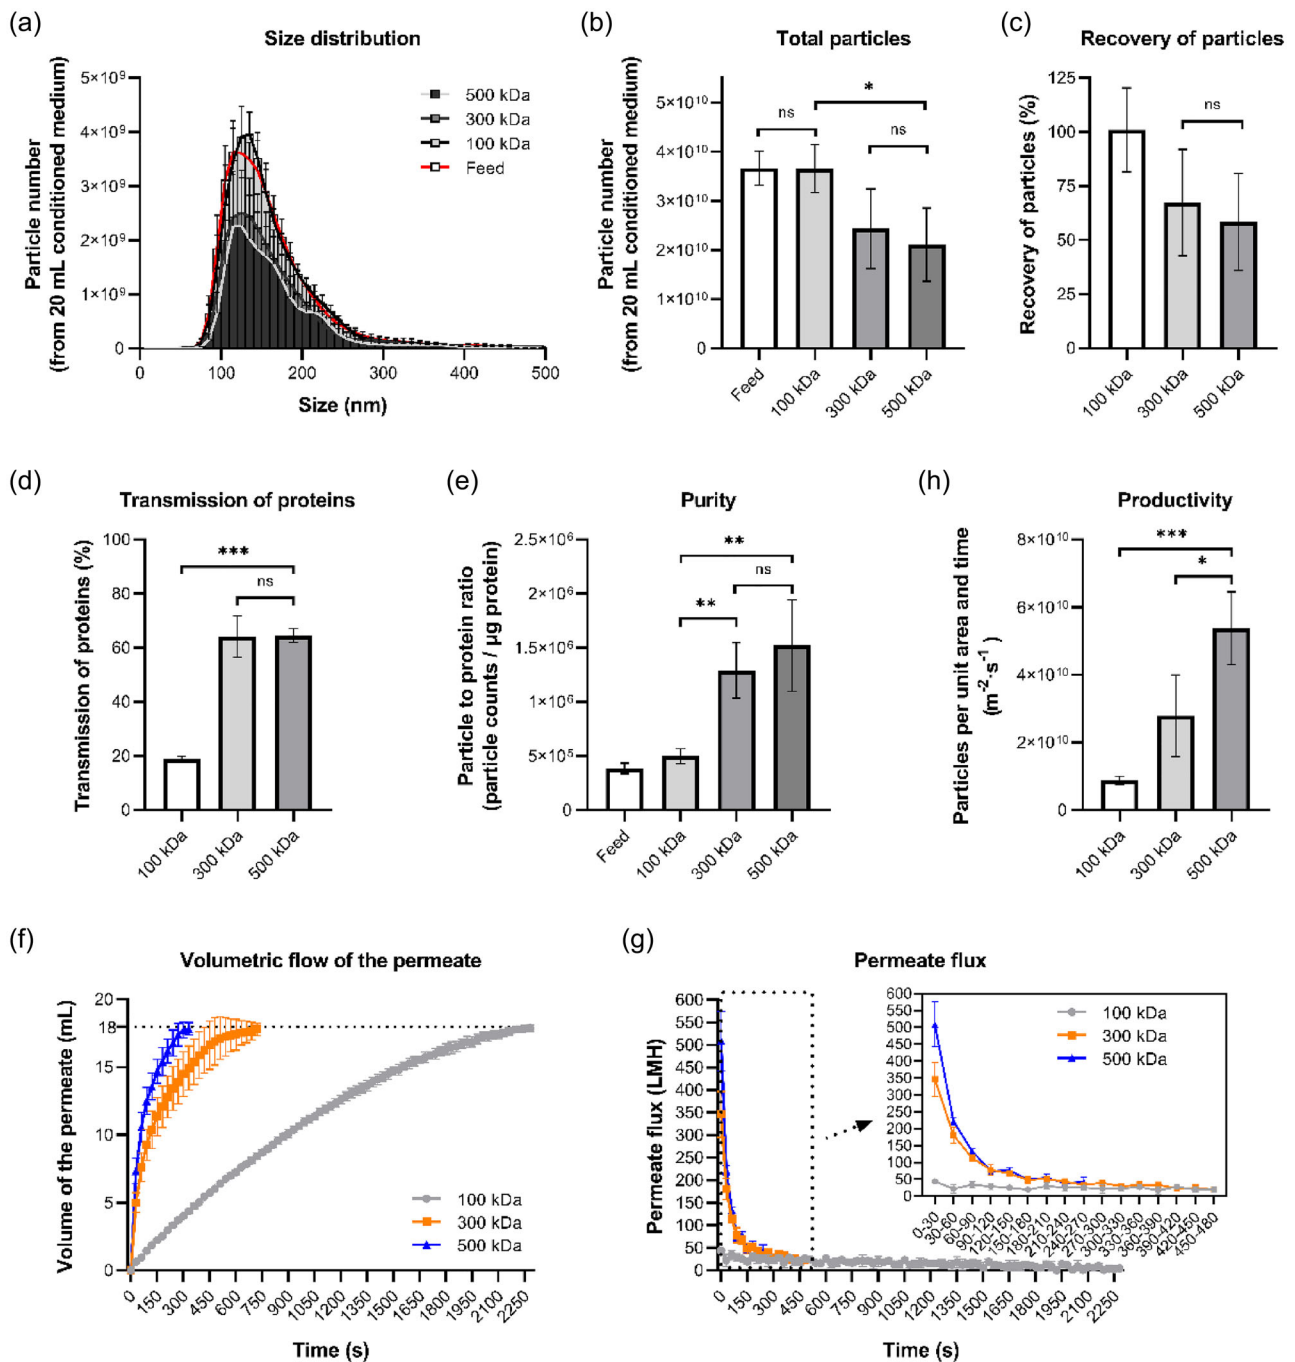 (a)
Size distribution
Particle number
(from 20 mL conditioned medium)
5×10⁹
4×10⁹
3×10⁹
2×10⁹
1×10⁹
0
500 kDa
300 kDa
100 kDa
Feed
0 100 200 300 400 500
Size (nm)
(b)
Total particles
Particle number
(from 20 mL conditioned medium)
5×10¹⁰
4×10¹⁰
3×10¹⁰
2×10¹⁰
1×10¹⁰
0
ns
*
ns
Feed 100 kDa 300 kDa 500 kDa
(c)
Recovery of particles
Recovery of particles (%)
125
100
75
50
25
0
ns
100 kDa 300 kDa 500 kDa
(d)
Transmission of proteins
Transmission of proteins (%)
100
80
60
40
20
0
***
ns
100 kDa 300 kDa 500 kDa
(e)
Purity
Particle to protein ratio
(particle counts / μg protein)
2.5×10⁶
2×10⁶
1.5×10⁶
1×10⁶
5×10⁵
0
**
ns
**
Feed 100 kDa 300 kDa 500 kDa
(h)
Productivity
Particles per unit area and time
(m⁻²·s⁻¹)
8×10¹⁰
6×10¹⁰
4×10¹⁰
2×10¹⁰
0
***
*
100 kDa 300 kDa 500 kDa
(f)
Volumetric flow of the permeate
Volume of the permeate (mL)
20
18
15
10
5
0
100 kDa
300 kDa
500 kDa
0 150 300 450 600 750 900 1050 1200 1350 1500 1650 1800 1950 2100 2250
Time (s)
(g)
Permeate flux
Permeate flux (LMH)
600
550
500
450
400
350
300
250
200
150
100
50
0
0 150 300 450 600 750 900 1050 1200 1350 1500 1650 1800 1950 2100 2250
Time (s)
600
550
500
450
400
350
300
250
200
150
100
50
0
100 kDa
300 kDa
500 kDa
0-30 30-60 60-90 90-120 120-150 150-180 180-210 210-240 240-270 270-300 300-330 330-360 360-390 390-420 420-450 450-480